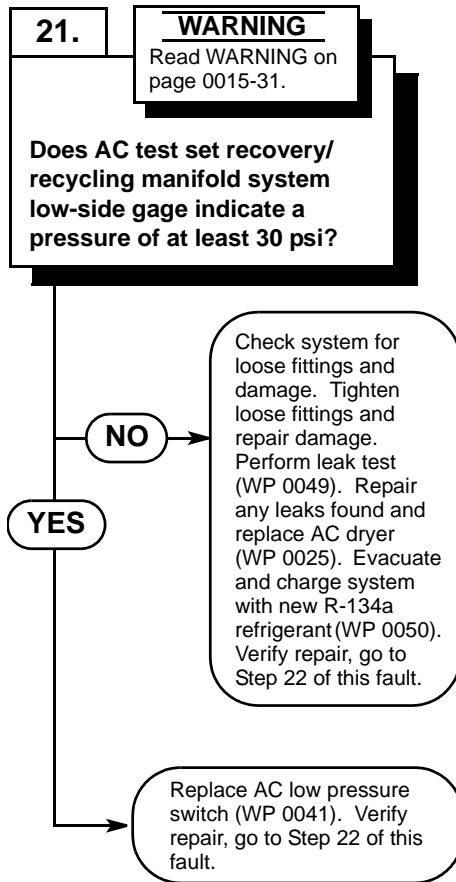 21.
WARNING
Read WARNING on
page 0015-31.
Does AC test set recovery/
recycling manifold system
low-side gage indicate a
pressure of at least 30 psi?
NO
Check system for
loose fittings and
damage. Tighten
loose fittings and
repair damage.
Perform leak test
(WP 0049). Repair
any leaks found and
replace AC dryer
(WP 0025). Evacuate
and charge system
with new R-134a
refrigerant (WP 0050).
Verify repair, go to
Step 22 of this fault.
YES
Replace AC low pressure
switch (WP 0041). Verify
repair, go to Step 22 of this
fault.